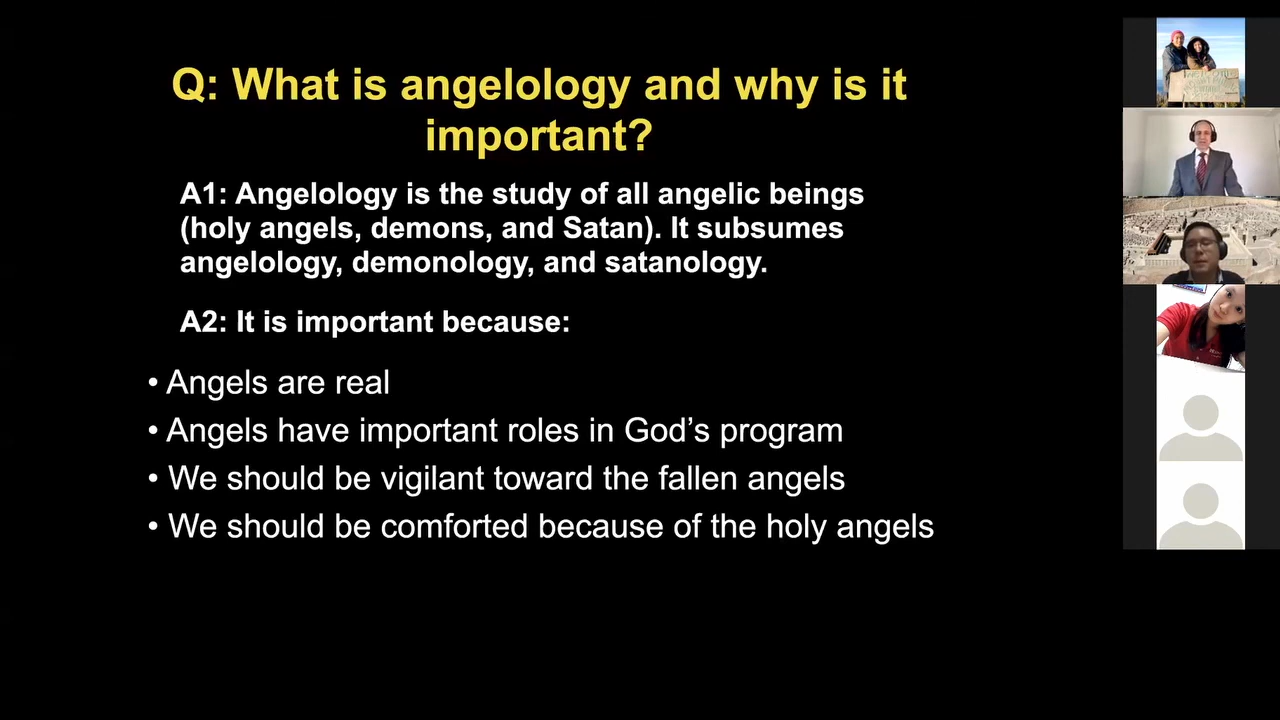 Q: What is angelology and why is it
important?
A1: Angelology is the study of all angelic beings
(holy angels, demons, and Satan). It subsumes
angelology, demonology, and satanology.
A2: It is important because:
• Angels are real
• Angels have important roles in God’s program
• We should be vigilant toward the fallen angels
• We should be comforted because of the holy angels